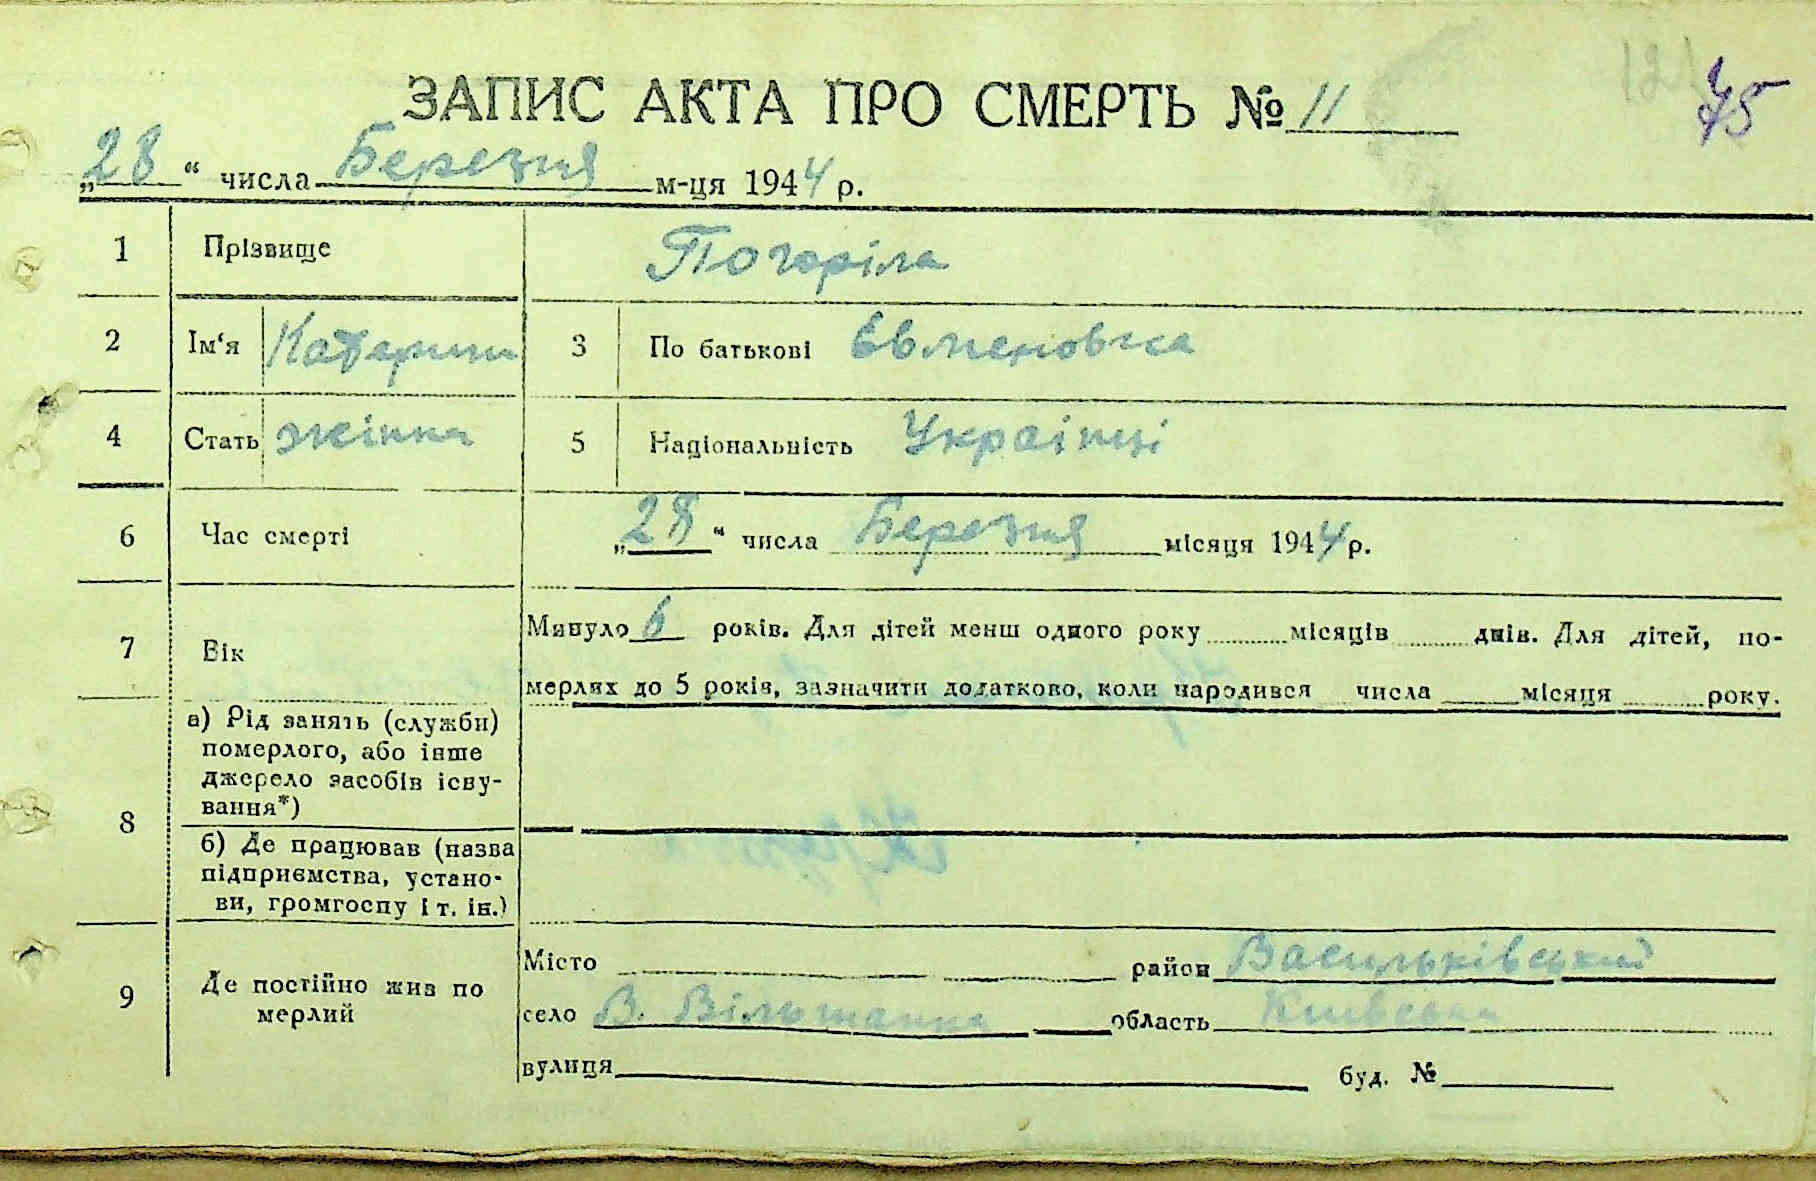 ЗАПИС АКТА ПРО СМЕРТЬ № 11
75
„28“ числа Березня м-ця 1944 р.
1 Прізвище Погоріла
2 Ім‘я Катерина 3 По батькові Євменовна
4 Стать жінка 5 Національність Українці
6 Час смерті „28“ числа Березня місяця 1944 р.
7 Вік Минуло 6 років. Для дітей менш одного року місяців днів. Для дітей, по-
мерлих до 5 років, зазначити додатково, коли народився числа місяця року.
8 а) Рід занять (служби)
померлого, або інше
джерело засобів існу-
вання*)
б) Де працював (назва
підприємства, устано-
ви, громгоспу і т. ін.)
9 Де постійно жив по
мерлий
Місто район Васильківський
село В. Вільшанка область Київська
вулиця буд. №